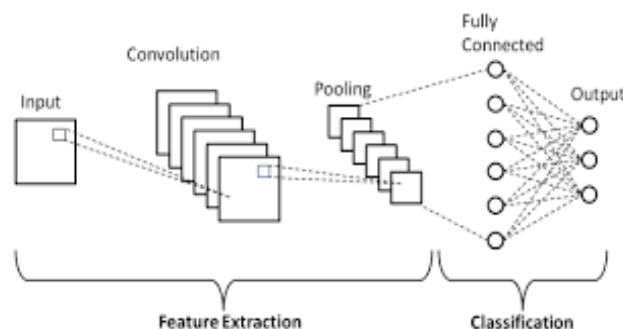 Fully
Connected
Convolution
Pooling
Input
Output
Feature Extraction
Classification